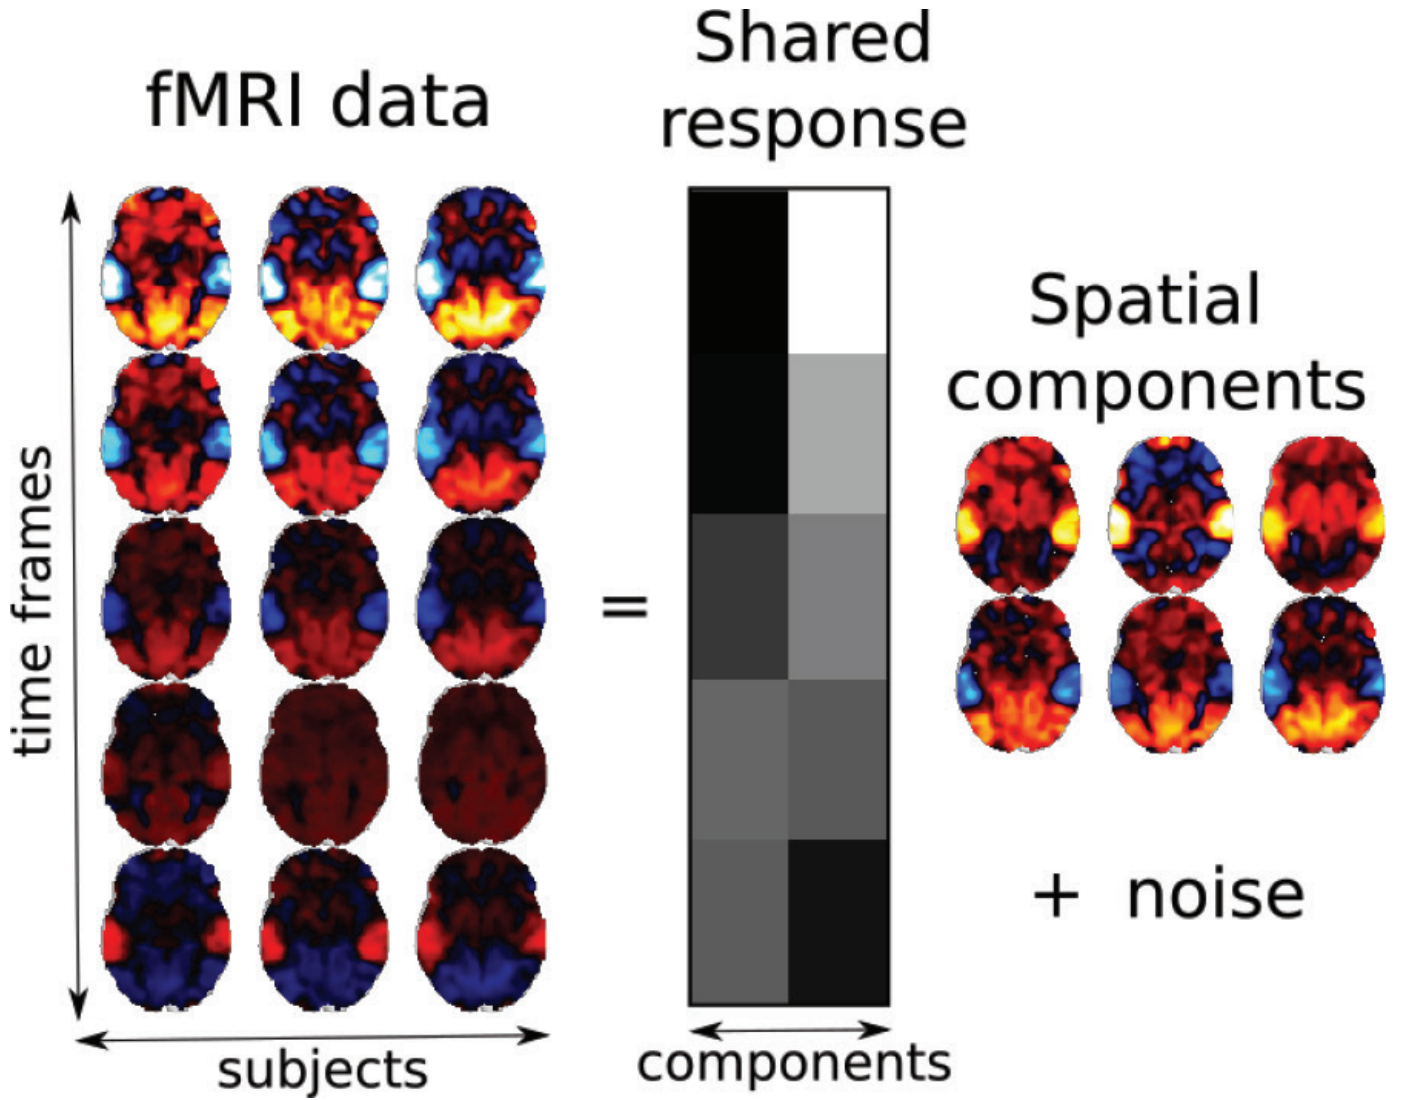 fMRI data
Shared
response
time frames
=
Spatial
components
+ noise
subjects
components